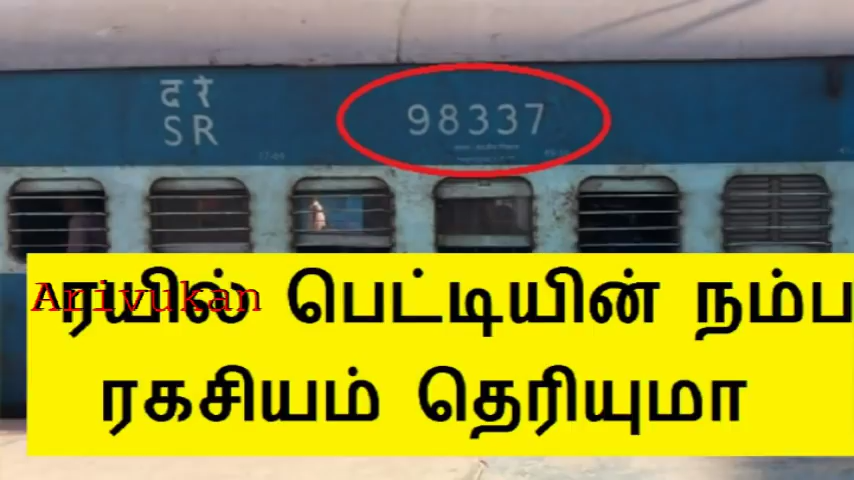 द रे
SR
98337
Arivukan
ரயில் பெட்டியின் நம்ப
ரகசியம் தெரியுமா